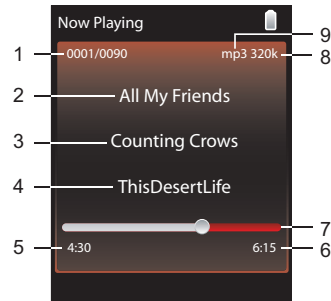 Now Playing
9
1 0001/0090 mp3 320k 8
2 All My Friends
3 Counting Crows
4 ThisDesertLife
7
5 4:30 6:15 6